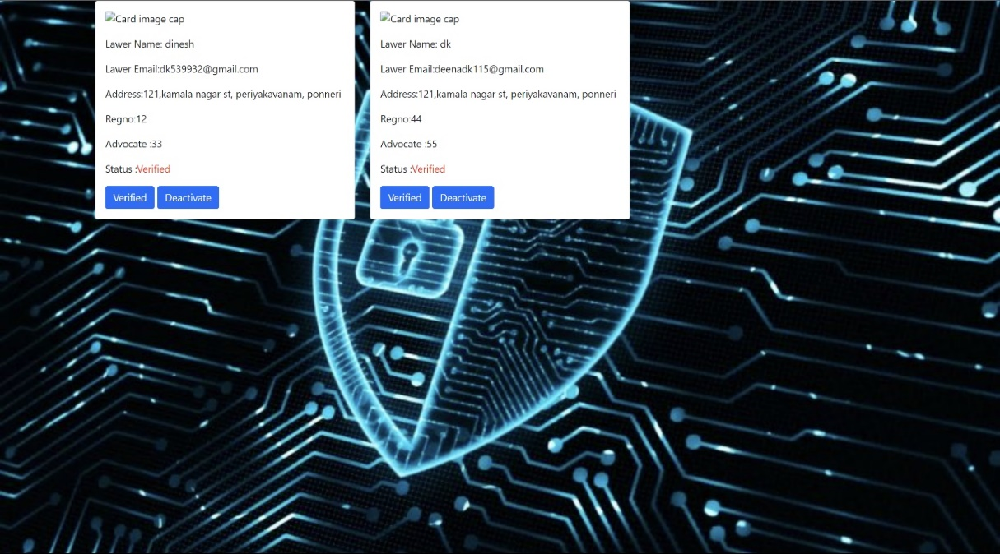 Card image cap
Lawer Name: dinesh
Lawer Email:dk539932@gmail.com
Address:121,kamala nagar st, periyakavanam, ponneri
Regno:12
Advocate :33
Status :Verified
Verified Deactivate
Card image cap
Lawer Name: dk
Lawer Email:deenadk115@gmail.com
Address:121,kamala nagar st, periyakavanam, ponneri
Regno:44
Advocate :55
Status :Verified
Verified Deactivate